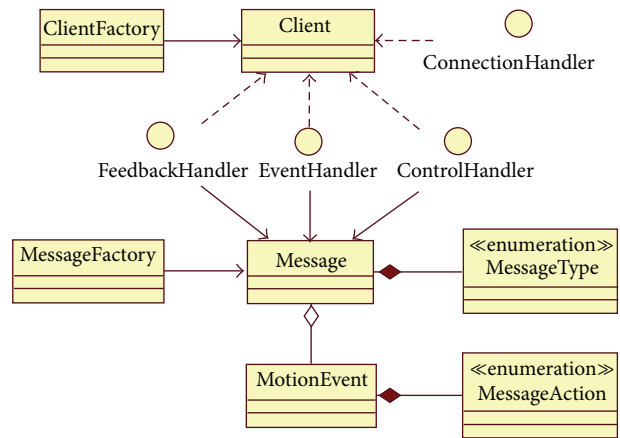 ClientFactory
Client
ConnectionHandler
FeedbackHandler
EventHandler
ControlHandler
MessageFactory
Message
≪enumeration≫
MessageType
MotionEvent
≪enumeration≫
MessageAction